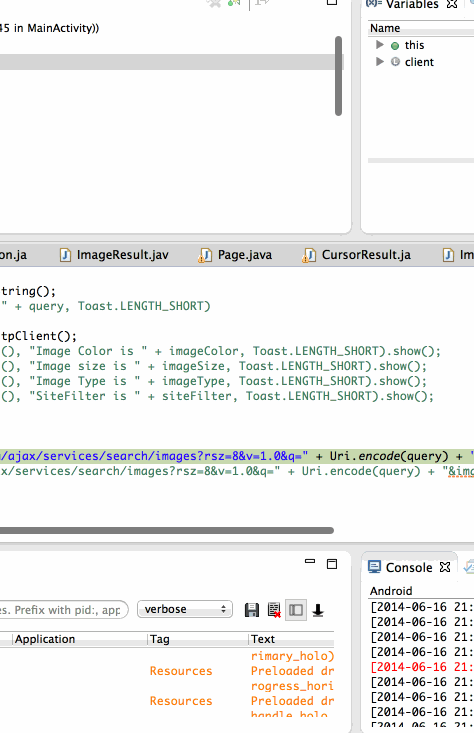 45 in MainActivity))
Variables
Name
this
client
on.ja
ImageResult.jav
Page.java
CursorResult.ja
Im
tring();
" + query, Toast.LENGTH_SHORT)
tpClient();
(), "Image Color is " + imageColor, Toast.LENGTH_SHORT).show();
(), "Image size is " + imageSize, Toast.LENGTH_SHORT).show();
(), "Image Type is " + imageType, Toast.LENGTH_SHORT).show();
(), "SiteFilter is " + siteFilter, Toast.LENGTH_SHORT).show();
/ajax/services/search/images?rsz=8&v=1.0&q=" + Uri.encode(query) + "
x/services/search/images?rsz=8&v=1.0&q=" + Uri.encode(query) + "&img
es. Prefix with pid:, app
verbose
Application
Tag
Text
rimary_holo)
Resources
Preloaded dr
rogress_hori
Resources
Preloaded dr
handle_holo
Console
Android
[2014-06-16 21:
[2014-06-16 21:
[2014-06-16 21:
[2014-06-16 21:
[2014-06-16 21:
[2014-06-16 21:
[2014-06-16 21:
[2014-06-16 21:
[2014-06-16 21: